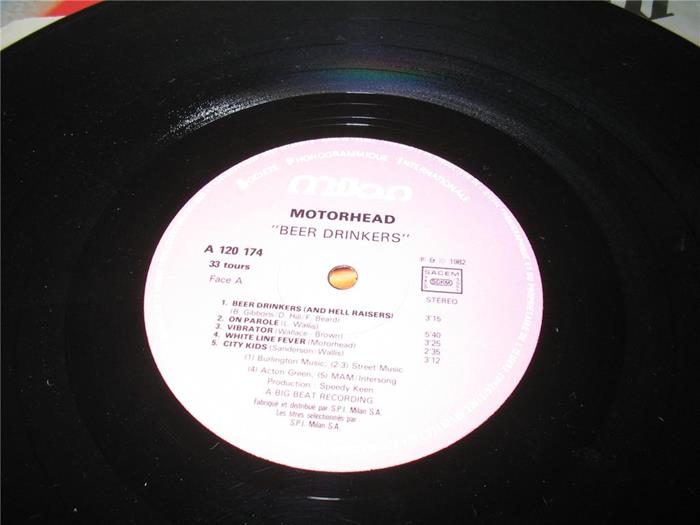 SOCIÉTÉ PHONOGRAMMIQUE INTERNATIONALE
milan
MOTORHEAD
"BEER DRINKERS"
A 120 174
33 tours
Face A
P & © 1982
SACEM
SDRM
STÉRÉO
1. BEER DRINKERS (AND HELL RAISERS) 3'15
(B. Gibbons/D. Hill/F. Beard)
2. ON PAROLE (L. Wallis) 5'40
3. VIBRATOR (Wallace - Brown) 3'25
4. WHITE LINE FEVER (Motorhead) 2'35
5. CITY KIDS (Sanderson/Wallis) 3'12
(1) Burlington Music, (2-3) Street Music
(4) Acton Green, (5) MAM/Intersong
Production : Speedy Keen
A BIG BEAT RECORDING
Fabriqué et distribué par S.P.I. Milan S.A.
Les titres sélectionnés par
S.P.I. Milan S.A.